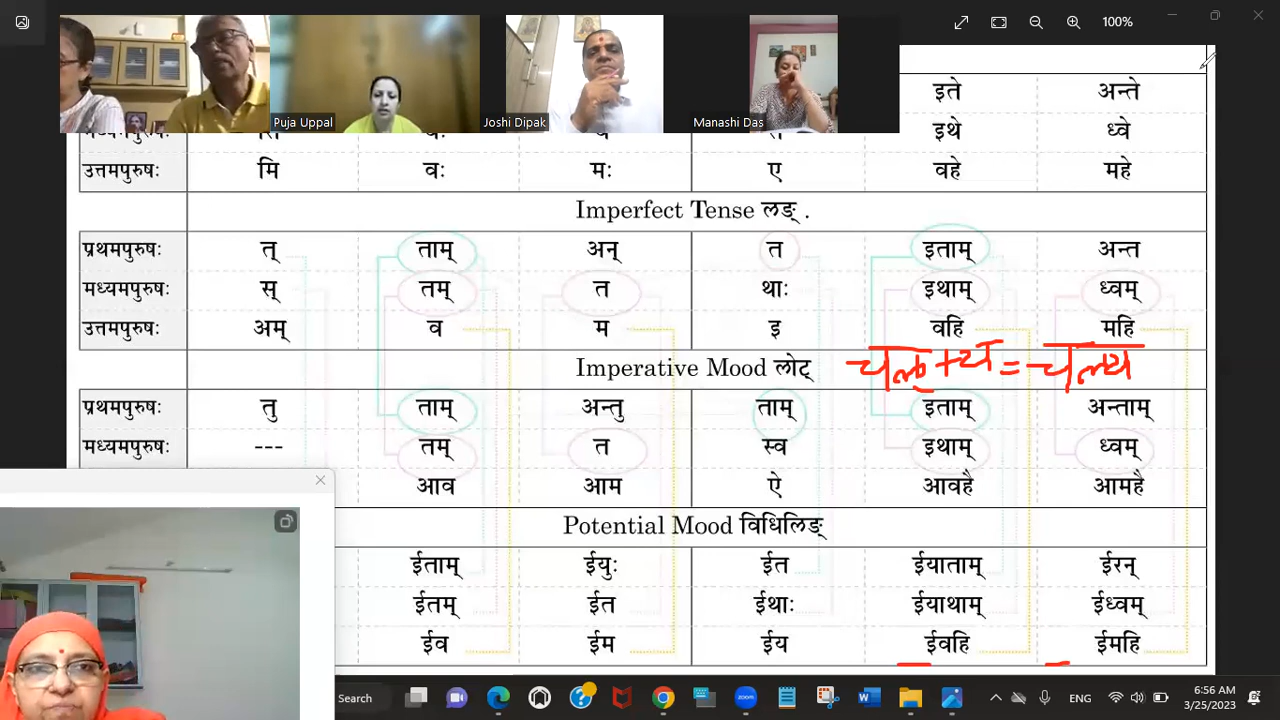 100%
Puja Uppal
Joshi Dipak
Manashi Das
इते अन्ते
इथे ध्वे
उत्तमपुरुषः मि वः मः ए वहे महे
Imperfect Tense लङ् .
प्रथमपुरुषः त् ताम् अन् त इताम् अन्त
मध्यमपुरुषः स् तम् त थाः इथाम् ध्वम्
उत्तमपुरुषः अम् व म इ वहि महि
Imperative Mood लोट् चल् + य = चल्य
प्रथमपुरुषः तु ताम् अन्तु ताम् इताम् अन्ताम्
मध्यमपुरुषः --- तम् त स्व इथाम् ध्वम्
आव आम ऐ आवहै आमहै
Potential Mood विधिलिङ्
ईताम् ईयुः ईत ईयाताम् ईरन्
ईतम् ईत ईथाः ईयाथाम् ईध्वम्
ईव ईम ईय ईवहि ईमहि
Search
ENG
6:56 AM
3/25/2023